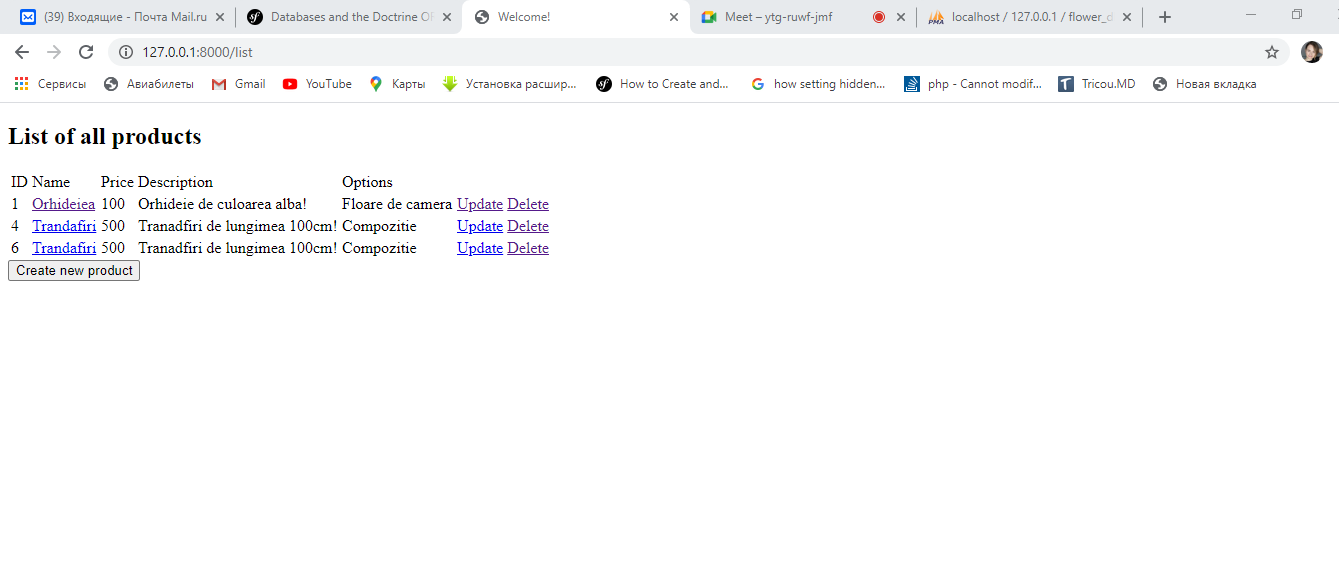 (39) Входящие - Почта Mail.ru Databases and the Doctrine OF Welcome! Meet – ytg-ruwf-jmf localhost / 127.0.0.1 / flower_d
127.0.0.1:8000/list
Сервисы Авиабилеты Gmail YouTube Карты Установка расшир... How to Create and... how setting hidden... php - Cannot modif... Tricou.MD Новая вкладка
List of all products
ID Name Price Description Options
1 Orhideiea 100 Orhideie de culoarea alba! Floare de camera Update Delete
4 Trandafiri 500 Tranadfiri de lungimea 100cm! Compozitie Update Delete
6 Trandafiri 500 Tranadfiri de lungimea 100cm! Compozitie Update Delete
Create new product